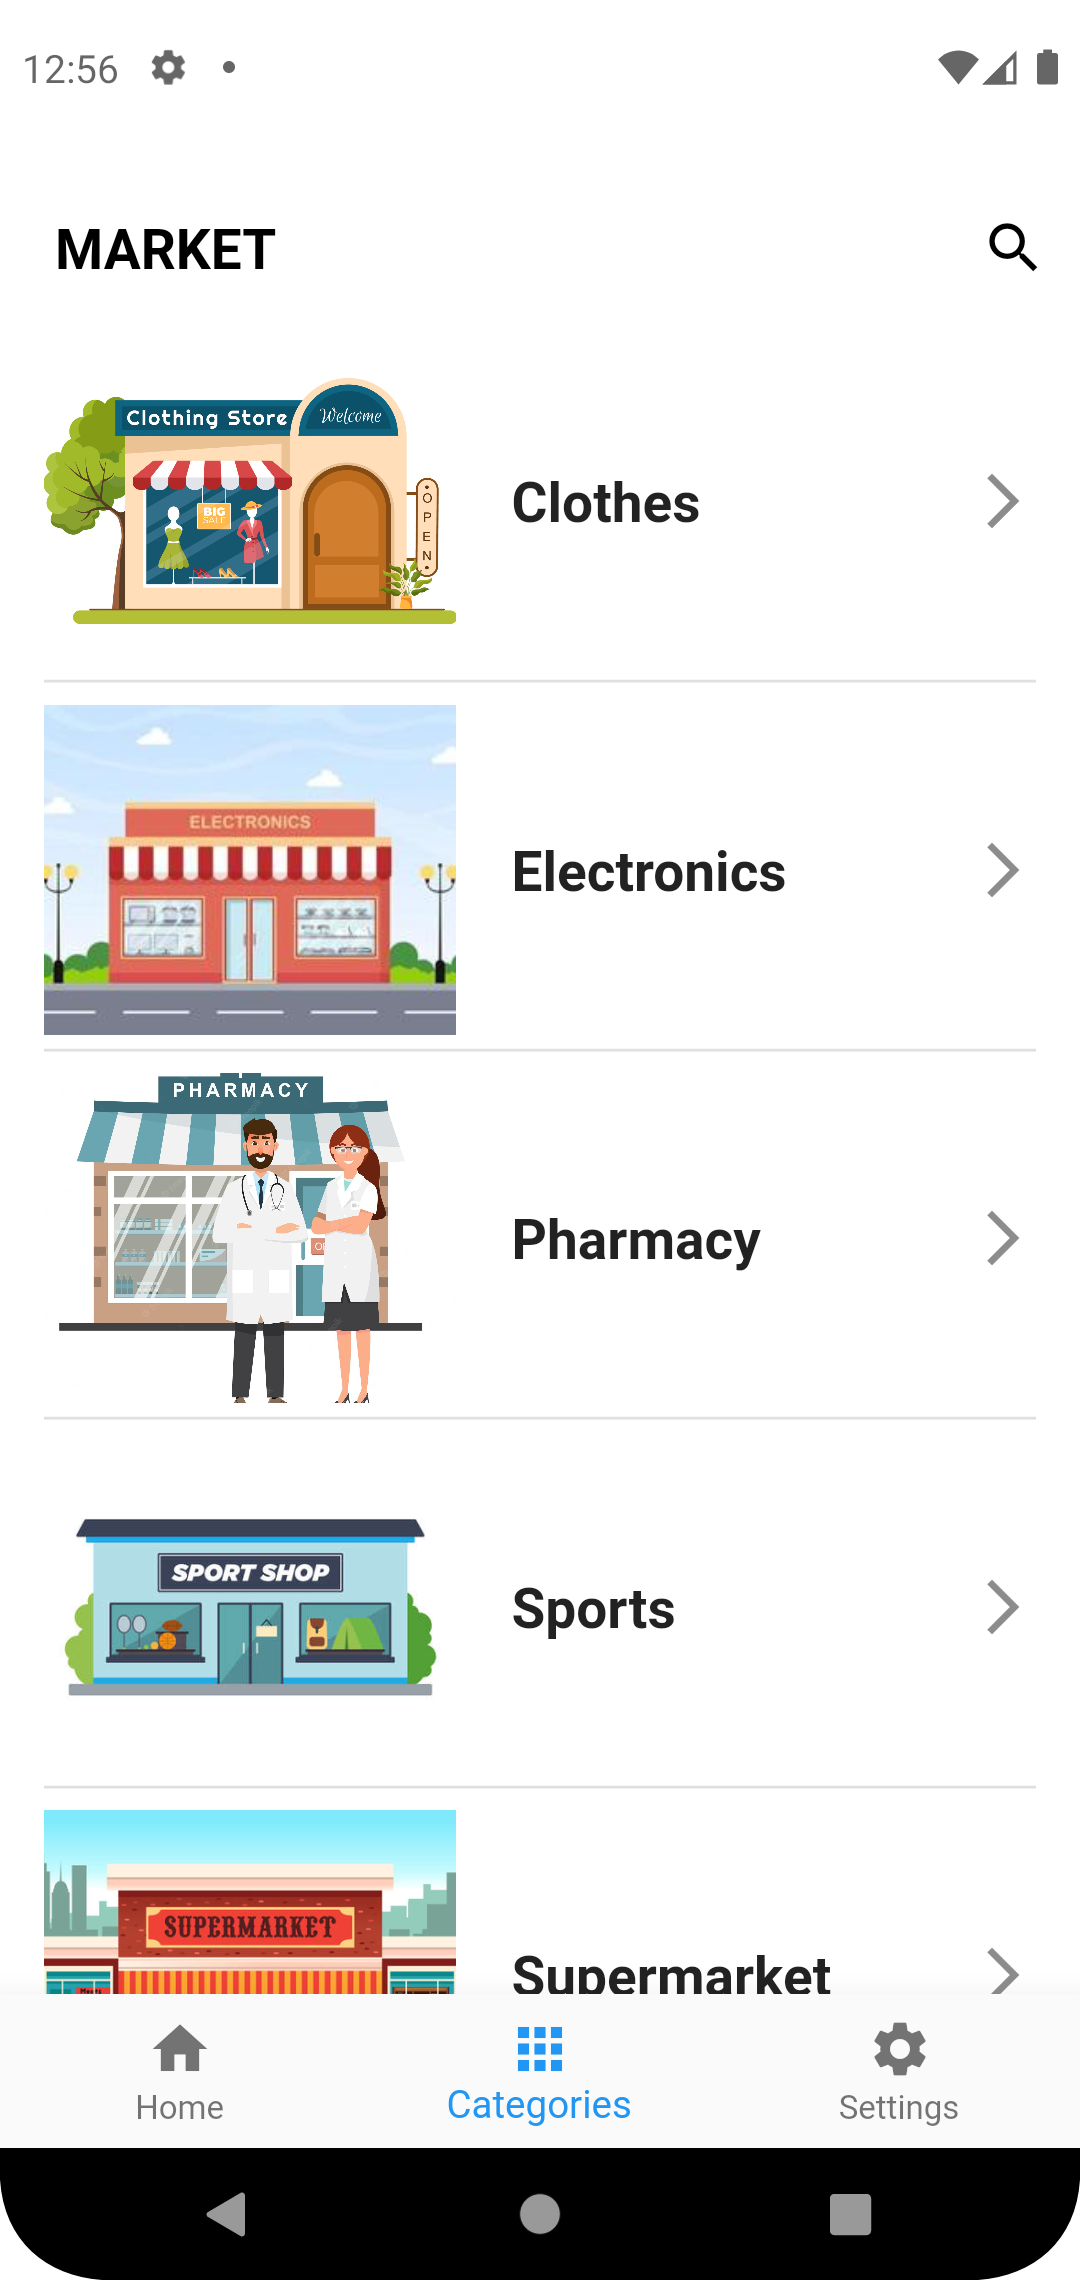 12:56
MARKET
Clothing Store
Welcome
BIG
SALE
OPEN
Clothes
ELECTRONICS
Electronics
PHARMACY
Pharmacy
SPORT SHOP
Sports
SUPERMARKET
Supermarket
Home
Categories
Settings